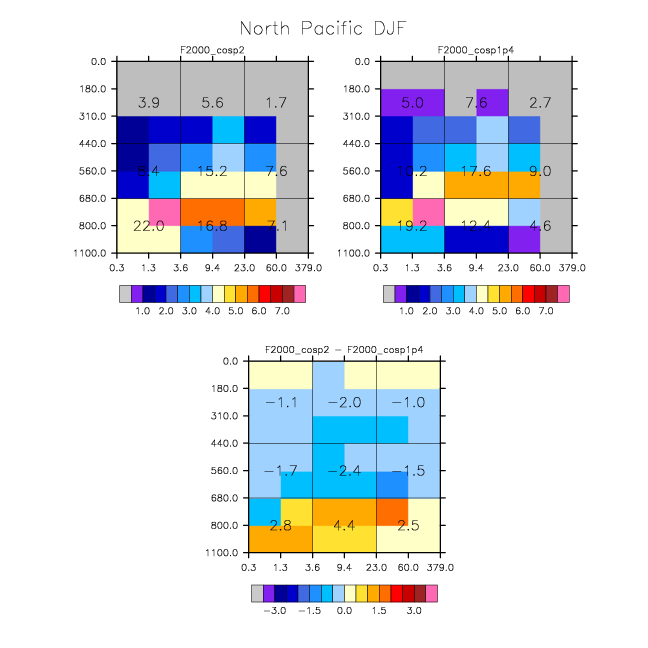 North Pacific DJF
F2000_cosp2
F2000_cosp1p4
0.0
180.0
310.0
440.0
560.0
680.0
800.0
1100.0
3.9 5.6 1.7
8.4 15.2 7.6
22.0 16.8 7.1
0.3 1.3 3.6 9.4 23.0 60.0 379.0
1.0 2.0 3.0 4.0 5.0 6.0 7.0
0.0
180.0
310.0
440.0
560.0
680.0
800.0
1100.0
5.0 7.6 2.7
10.2 17.6 9.0
19.2 12.4 4.6
0.3 1.3 3.6 9.4 23.0 60.0 379.0
1.0 2.0 3.0 4.0 5.0 6.0 7.0
F2000_cosp2 − F2000_cosp1p4
0.0
180.0
310.0
440.0
560.0
680.0
800.0
1100.0
−1.1 −2.0 −1.0
−1.7 −2.4 −1.5
2.8 4.4 2.5
0.3 1.3 3.6 9.4 23.0 60.0 379.0
−3.0 −1.5 0.0 1.5 3.0